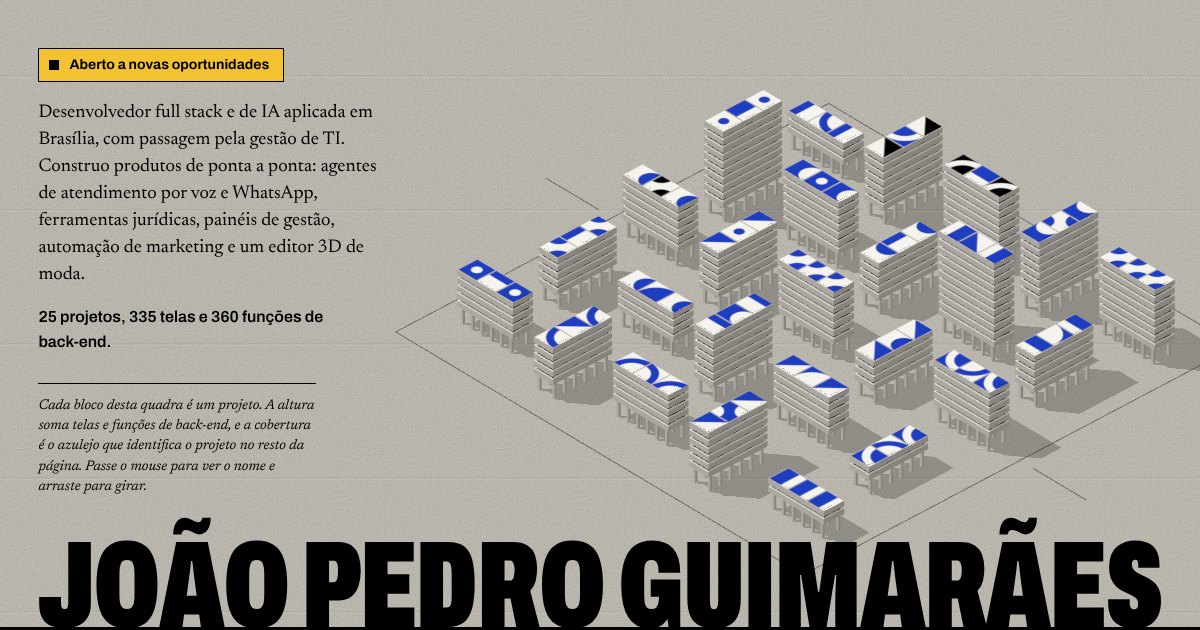 Aberto a novas oportunidades
Desenvolvedor full stack e de IA aplicada em
Brasília, com passagem pela gestão de TI.
Construo produtos de ponta a ponta: agentes
de atendimento por voz e WhatsApp,
ferramentas jurídicas, painéis de gestão,
automação de marketing e um editor 3D de
moda.
25 projetos, 335 telas e 360 funções de
back-end.
Cada bloco desta quadra é um projeto. A altura
soma telas e funções de back-end, e a cobertura
é o azulejo que identifica o projeto no resto da
página. Passe o mouse para ver o nome e
arraste para girar.
JOÃO PEDRO GUIMARÃES